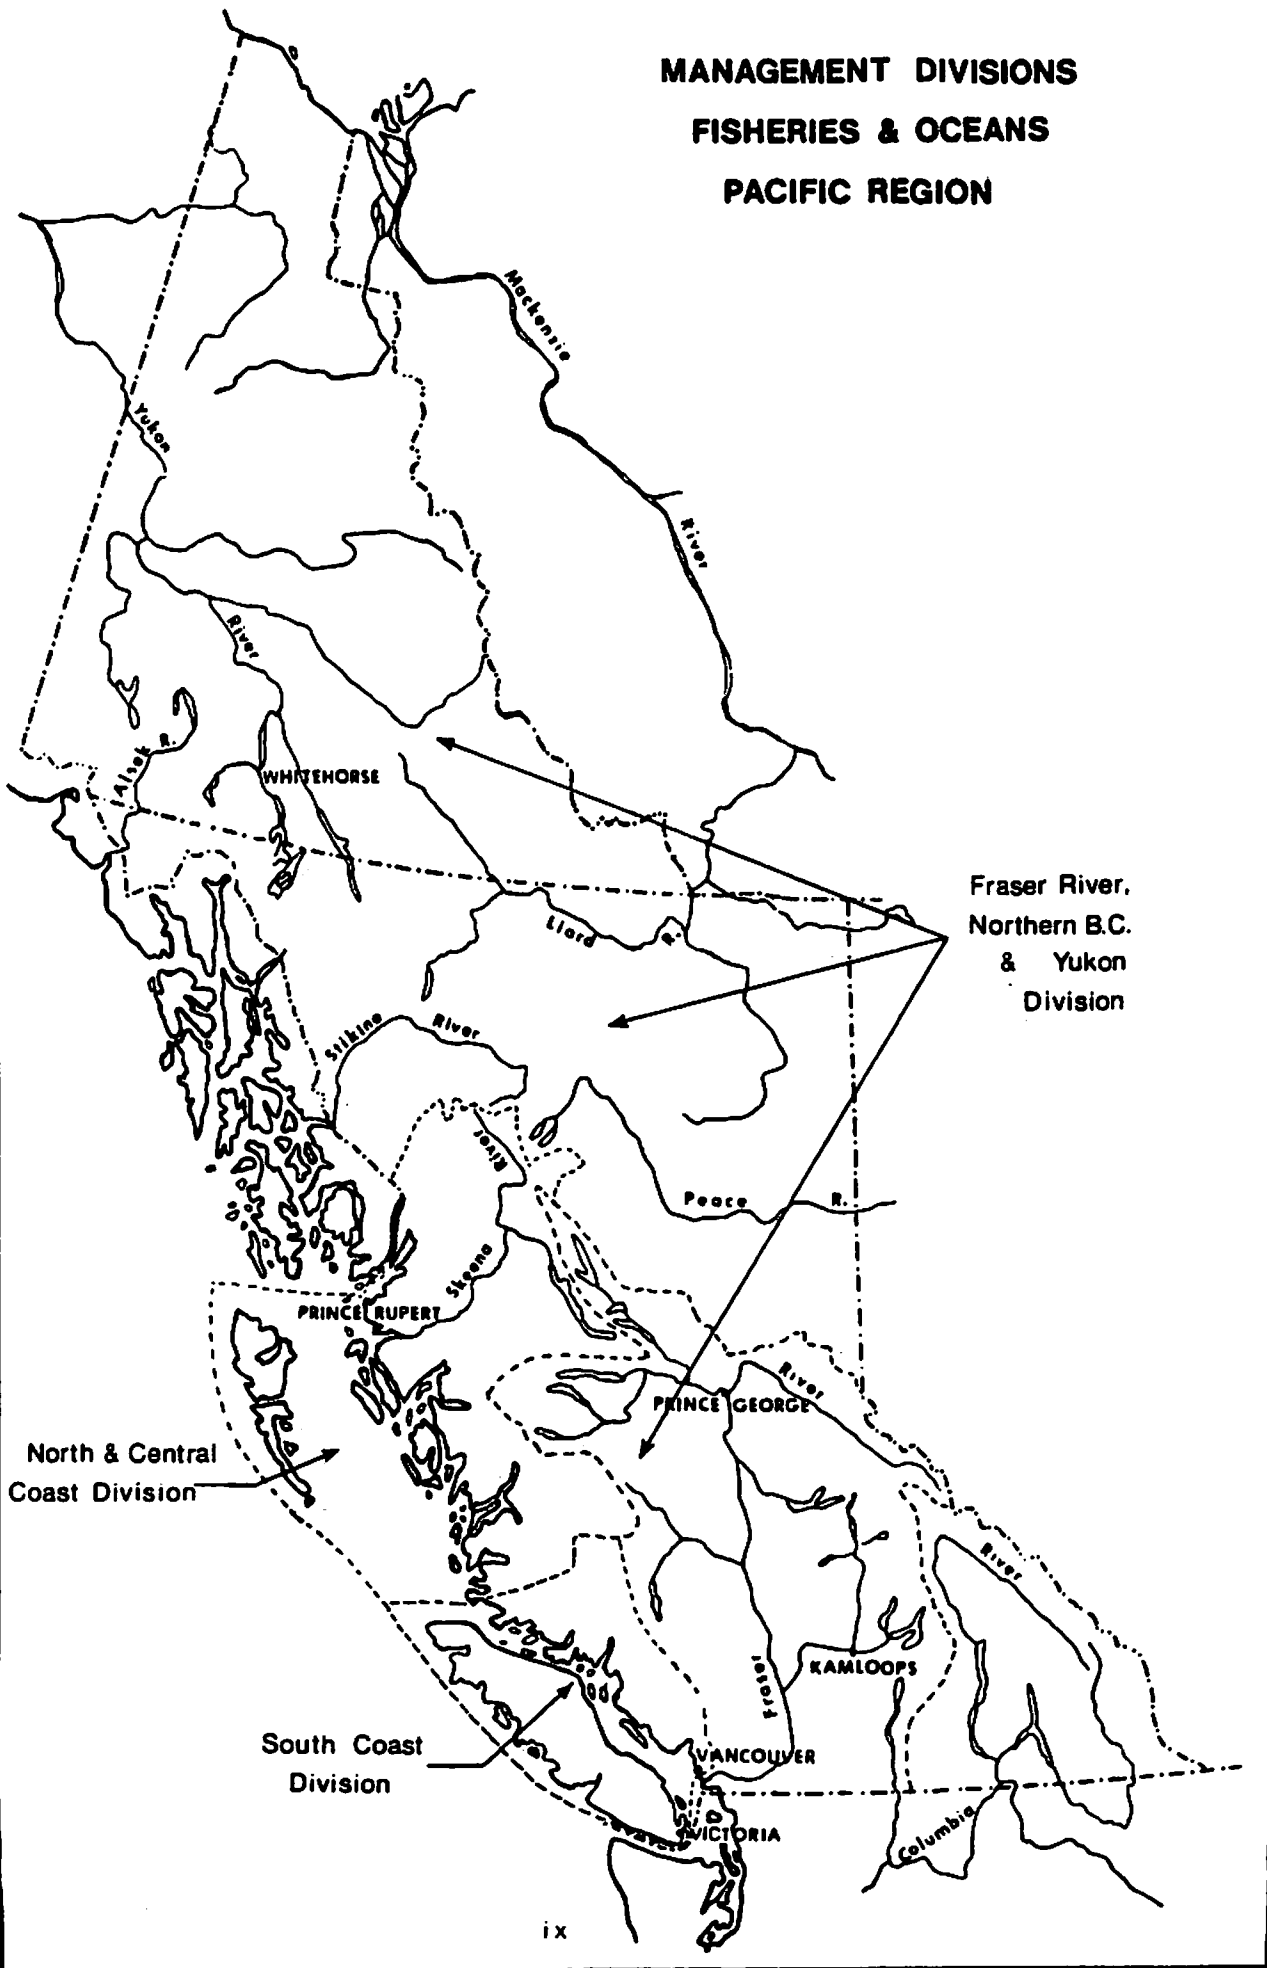 MANAGEMENT DIVISIONS
FISHERIES & OCEANS
PACIFIC REGION
Mackenzie
River
Yukon
River
Alsek R.
WHITEHORSE
Fraser River,
Northern B.C.
& Yukon
Division
Liard R.
Stikine River
River
Skeena
Peace R.
PRINCE RUPERT
River
PRINCE GEORGE
North & Central
Coast Division
River
KAMLOOPS
Fraser
South Coast
Division
VANCOUVER
VICTORIA
Columbia
ix